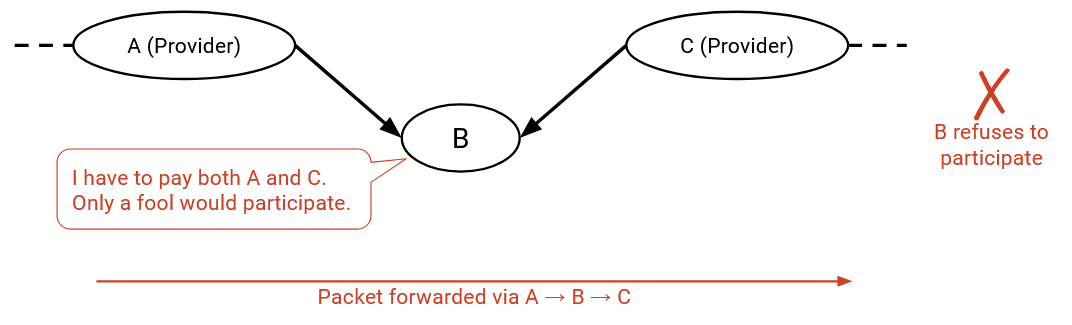 A (Provider)
C (Provider)
B
B refuses to
participate
I have to pay both A and C.
Only a fool would participate.
Packet forwarded via A → B → C